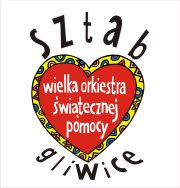 Sztab
wielka orkiestra
świątecznej
pomocy
gliwice